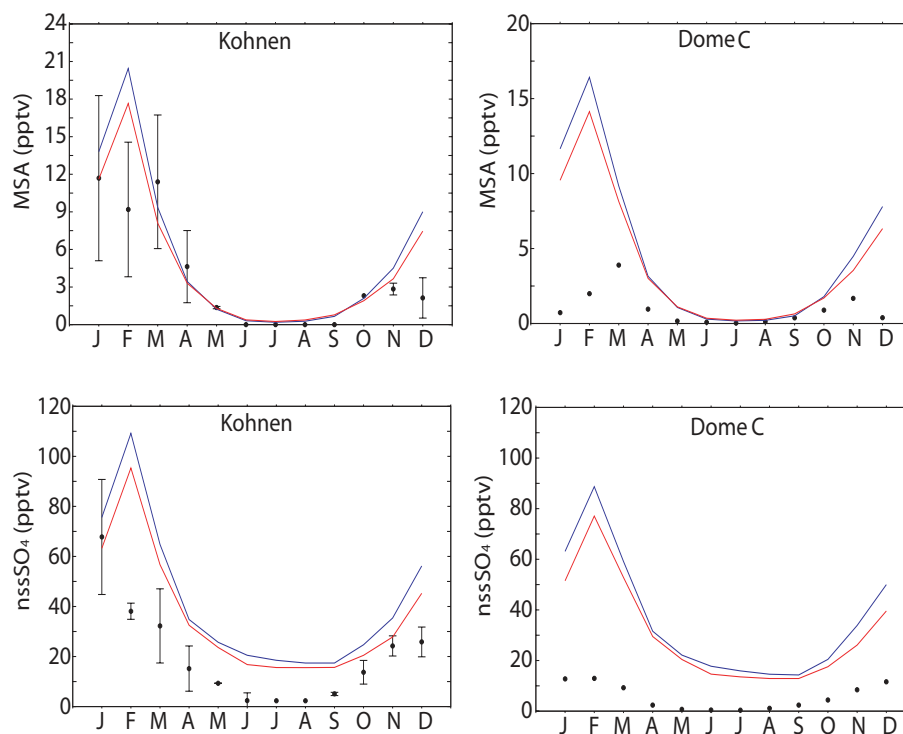 Kohnen
24
21
18
15
12
9
6
3
0
MSA (pptv)
J F M A M J J A S O N D
Dome C
20
15
10
5
0
MSA (pptv)
J F M A M J J A S O N D
Kohnen
120
100
80
60
40
20
0
nssSO₄ (pptv)
J F M A M J J A S O N D
Dome C
120
100
80
60
40
20
0
nssSO₄ (pptv)
J F M A M J J A S O N D